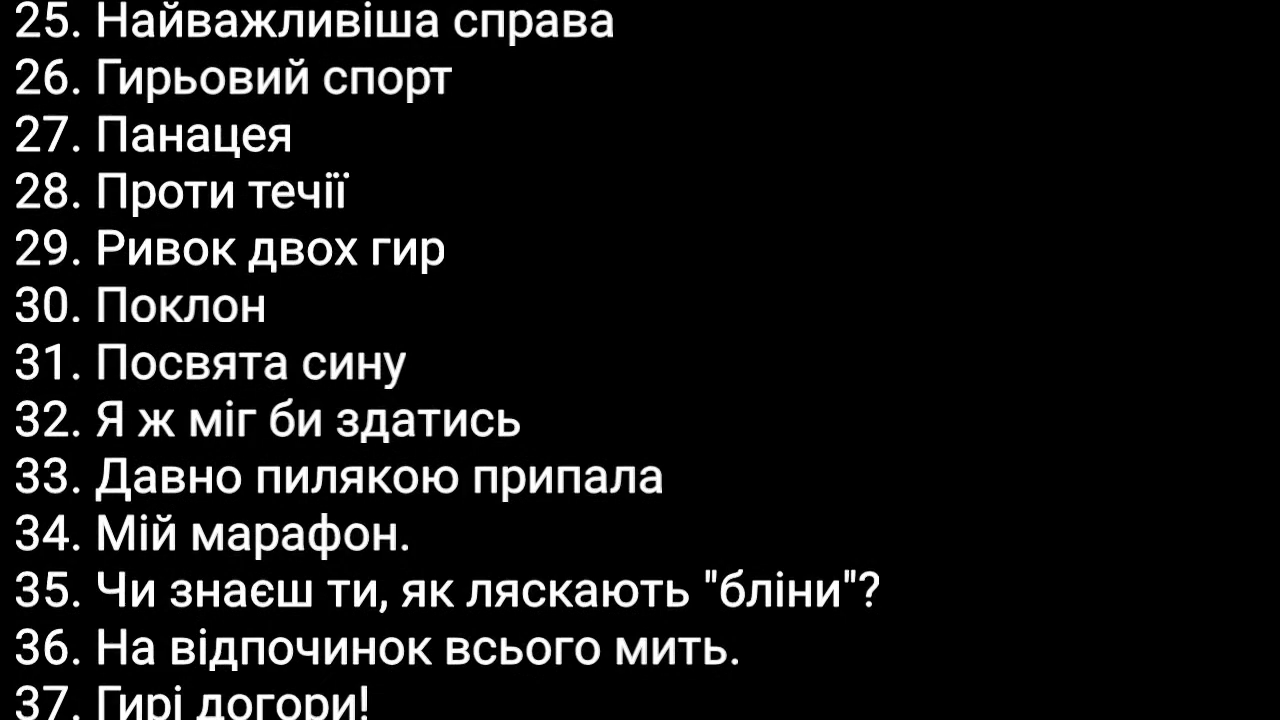 25. Найважливіша справа
26. Гирьовий спорт
27. Панацея
28. Проти течії
29. Ривок двох гир
30. Поклон
31. Посвята сину
32. Я ж міг би здатись
33. Давно пилякою припала
34. Мій марафон.
35. Чи знаєш ти, як ляскають "бліни"?
36. На відпочинок всього мить.
37. Гирі догори!